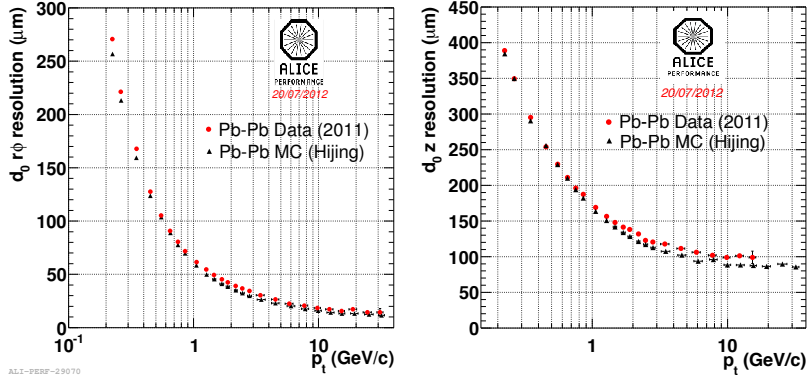 d₀ rϕ resolution (µm)
300
250
200
150
100
50
0
10⁻¹
1
10
p_t (GeV/c)
ALICE
PERFORMANCE
20/07/2012
Pb-Pb Data (2011)
Pb-Pb MC (Hijing)
ALI-PERF-29070
d₀ z resolution (µm)
450
400
350
300
250
200
150
100
50
0
1
10
p_t (GeV/c)
ALICE
PERFORMANCE
20/07/2012
Pb-Pb Data (2011)
Pb-Pb MC (Hijing)